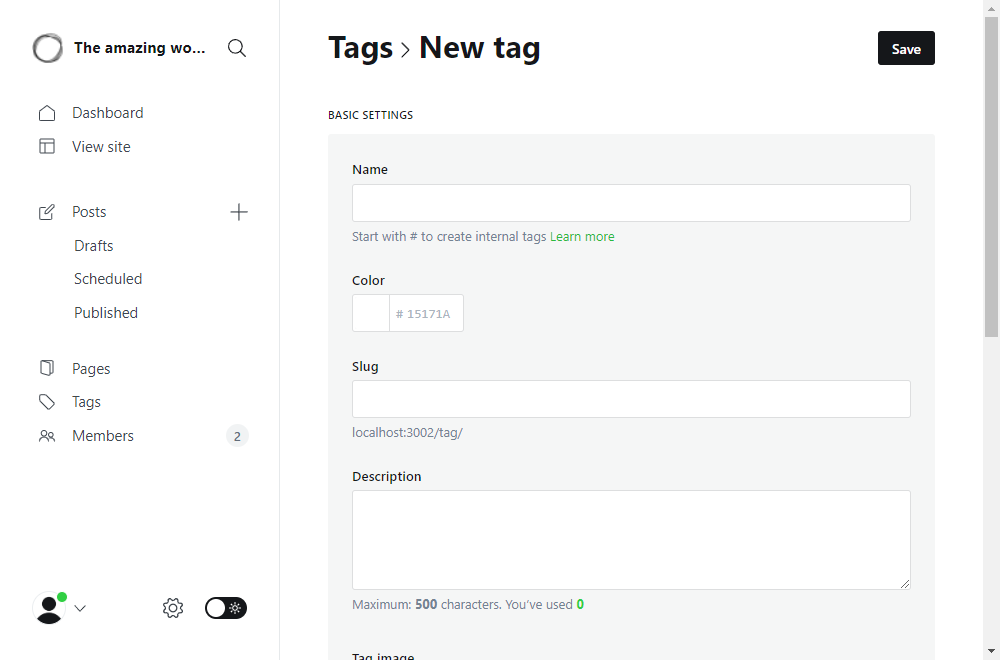 The amazing wo...
Dashboard
View site
Posts
Drafts
Scheduled
Published
Pages
Tags
Members
2
Tags > New tag
Save
BASIC SETTINGS
Name
Start with # to create internal tags Learn more
Color
# 15171A
Slug
localhost:3002/tag/
Description
Maximum: 500 characters. You've used 0
Tag image